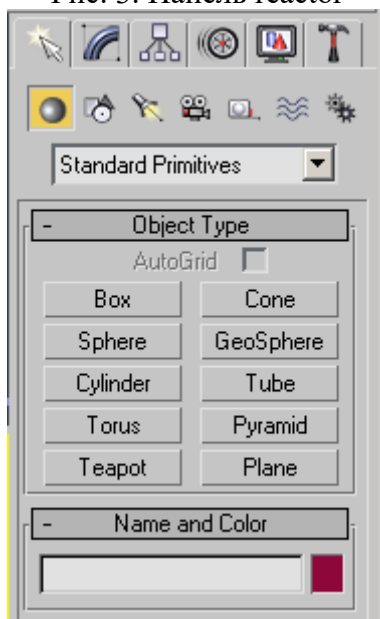 Рис. 3. Панель reactor
Standard Primitives
- Object Type
AutoGrid
Box Cone
Sphere GeoSphere
Cylinder Tube
Torus Pyramid
Teapot Plane
- Name and Color